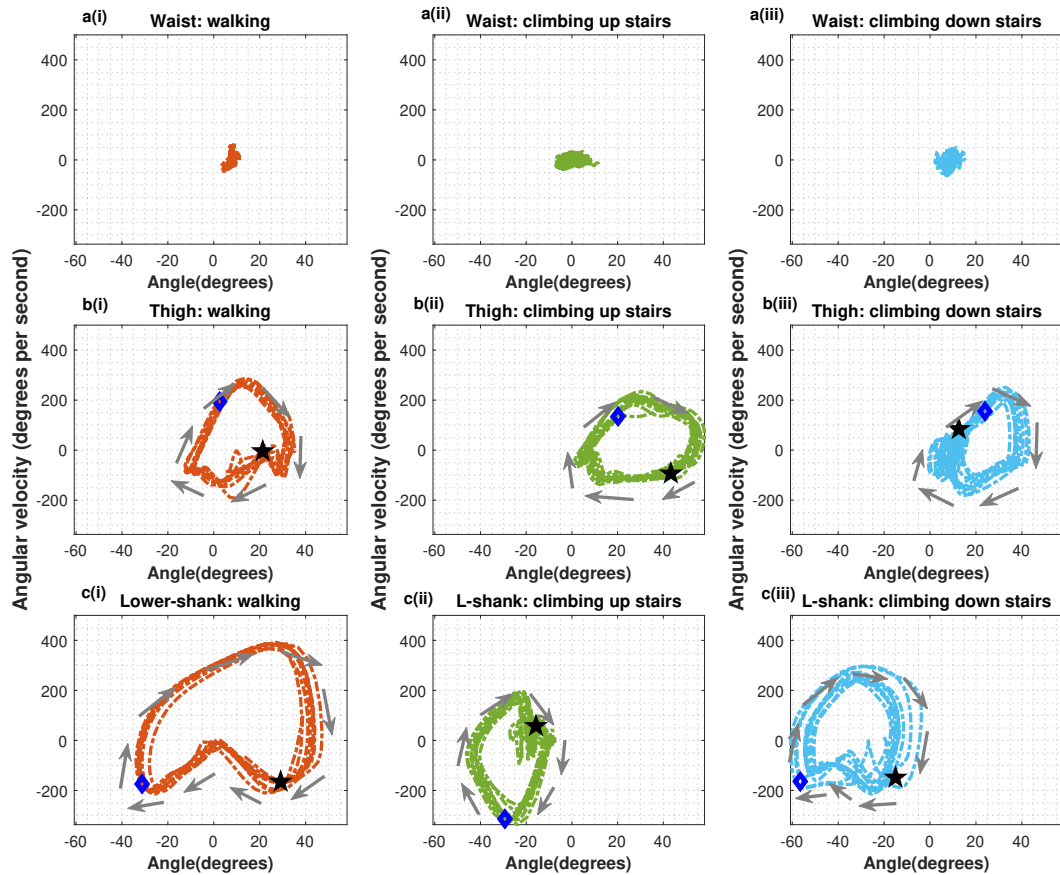 a(i) Waist: walking
a(ii) Waist: climbing up stairs
a(iii) Waist: climbing down stairs
400
200
0
-200
-60 -40 -20 0 20 40
Angle(degrees)
400
200
0
-200
-60 -40 -20 0 20 40
Angle(degrees)
400
200
0
-200
-60 -40 -20 0 20 40
Angle(degrees)
Angular velocity (degrees per second)
Angular velocity (degrees per second)
Angular velocity (degrees per second)
b(i) Thigh: walking
b(ii) Thigh: climbing up stairs
b(iii) Thigh: climbing down stairs
400
200
0
-200
-60 -40 -20 0 20 40
Angle(degrees)
400
200
0
-200
-60 -40 -20 0 20 40
Angle(degrees)
400
200
0
-200
-60 -40 -20 0 20 40
Angle(degrees)
c(i) Lower-shank: walking
c(ii) L-shank: climbing up stairs
c(iii) L-shank: climbing down stairs
400
200
0
-200
-60 -40 -20 0 20 40
Angle(degrees)
400
200
0
-200
-60 -40 -20 0 20 40
Angle(degrees)
400
200
0
-200
-60 -40 -20 0 20 40
Angle(degrees)